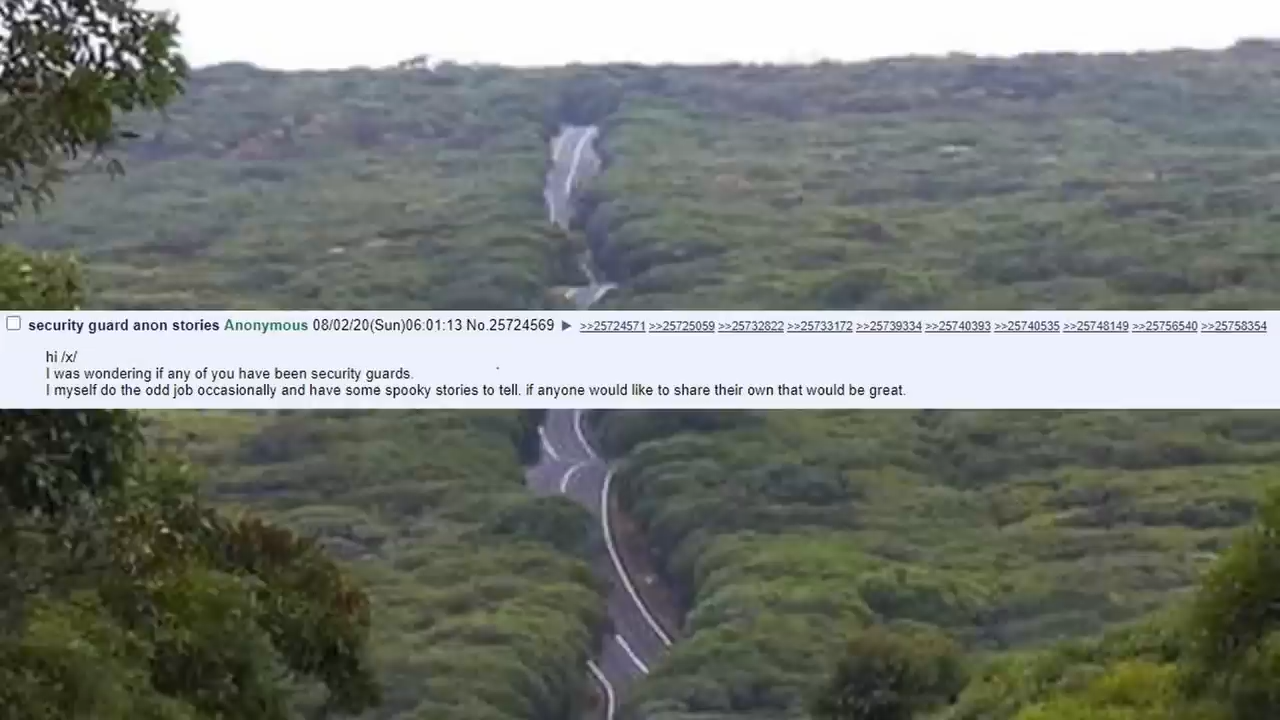 security guard anon stories Anonymous 08/02/20(Sun)06:01:13 No.25724569 ▶ >>25724571 >>25725059 >>25732822 >>25733172 >>25739334 >>25740393 >>25740535 >>25748149 >>25756540 >>25758354
hi /x/
I was wondering if any of you have been security guards.
I myself do the odd job occasionally and have some spooky stories to tell. if anyone would like to share their own that would be great.